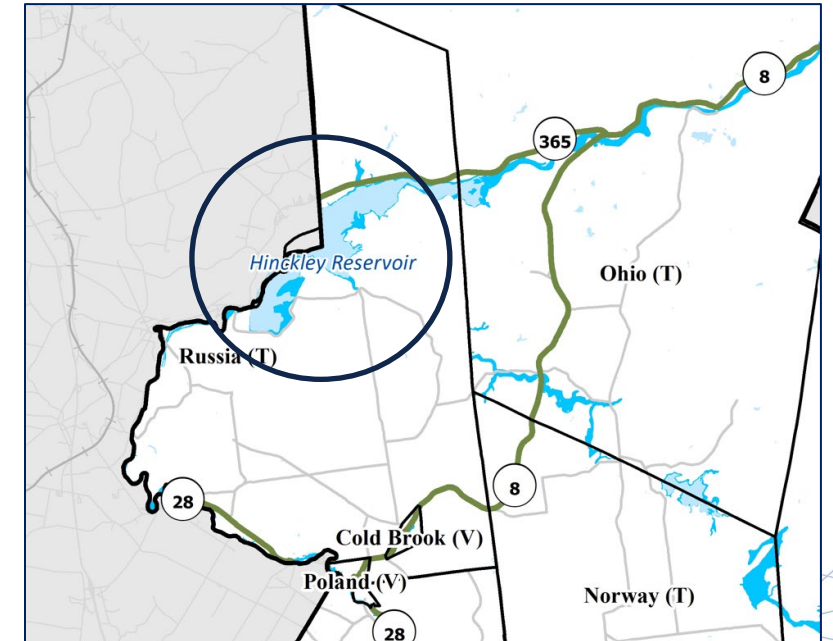 8
365
Hinckley Reservoir
Ohio (T)
Russia (T)
28
8
Cold Brook (V)
Poland (V)
Norway (T)
28